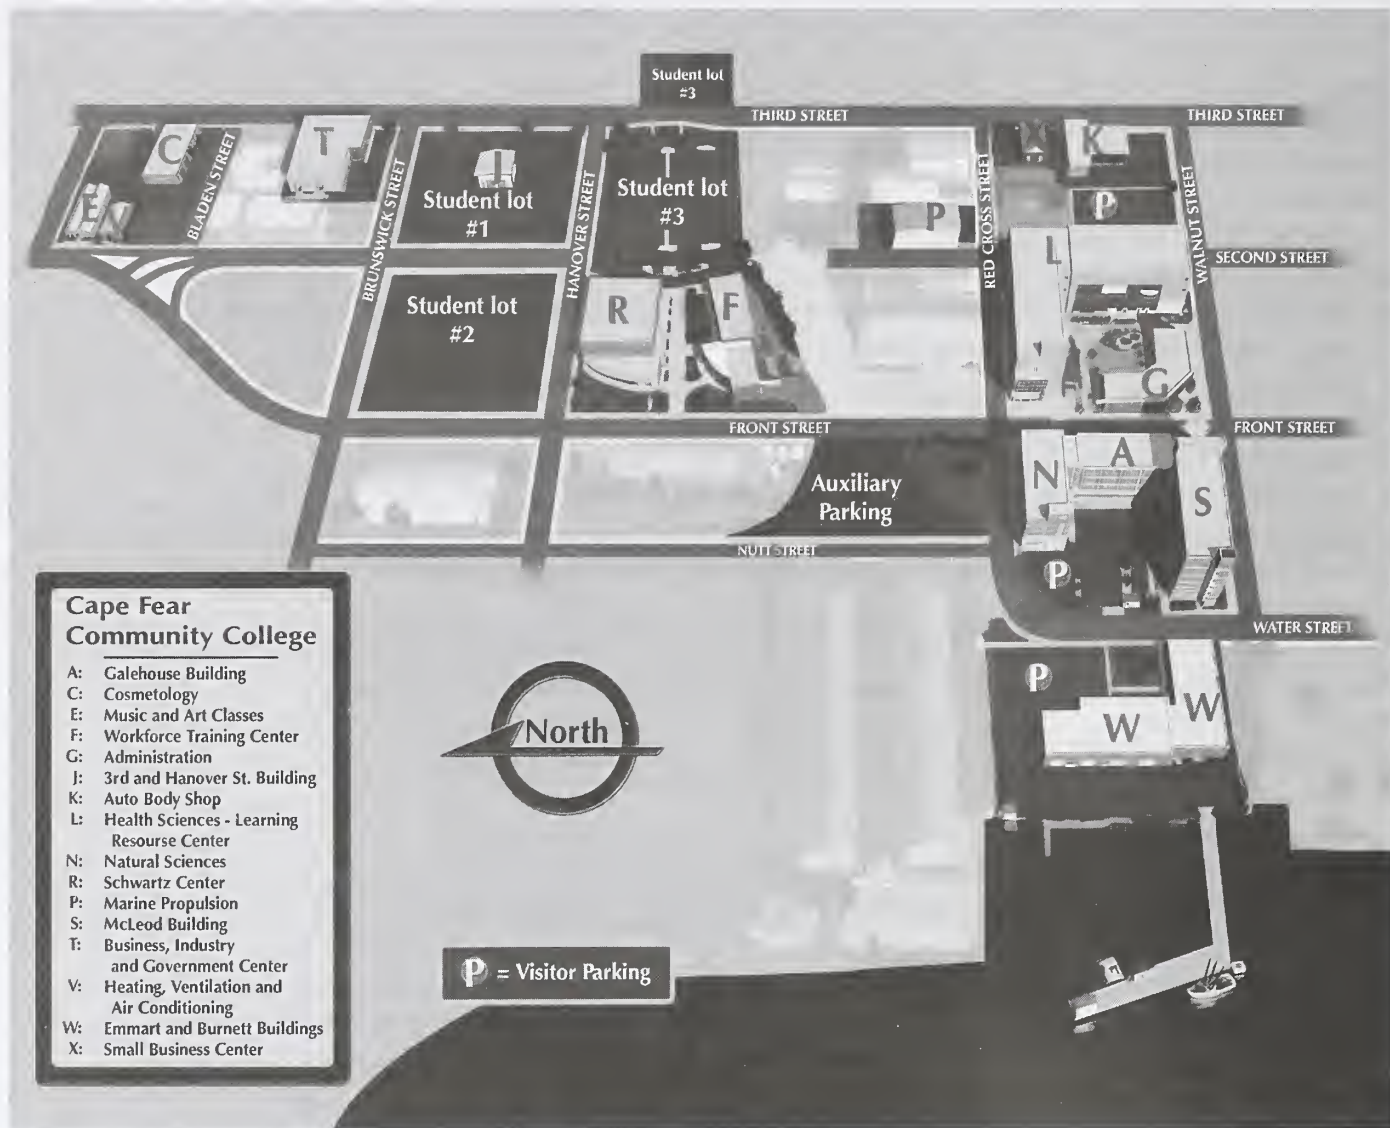 Student lot
#3
THIRD STREET
THIRD STREET
C
BLADEN STREET
T
BRUNSWICK STREET
J
Student lot
#1
HANOVER STREET
Student lot
#3
P
RED CROSS STREET
X
K
P
WALNUT STREET
E
V
L
SECOND STREET
Student lot
#2
R
F
G
FRONT STREET
FRONT STREET
Auxiliary
Parking
N
A
S
NUTT STREET
P
WATER STREET
P
W
W
North
Cape Fear
Community College
A: Galehouse Building
C: Cosmetology
E: Music and Art Classes
F: Workforce Training Center
G: Administration
J: 3rd and Hanover St. Building
K: Auto Body Shop
L: Health Sciences - Learning
Resourse Center
N: Natural Sciences
R: Schwartz Center
P: Marine Propulsion
S: McLeod Building
T: Business, Industry
and Government Center
V: Heating, Ventilation and
Air Conditioning
W: Emmart and Burnett Buildings
X: Small Business Center
P = Visitor Parking